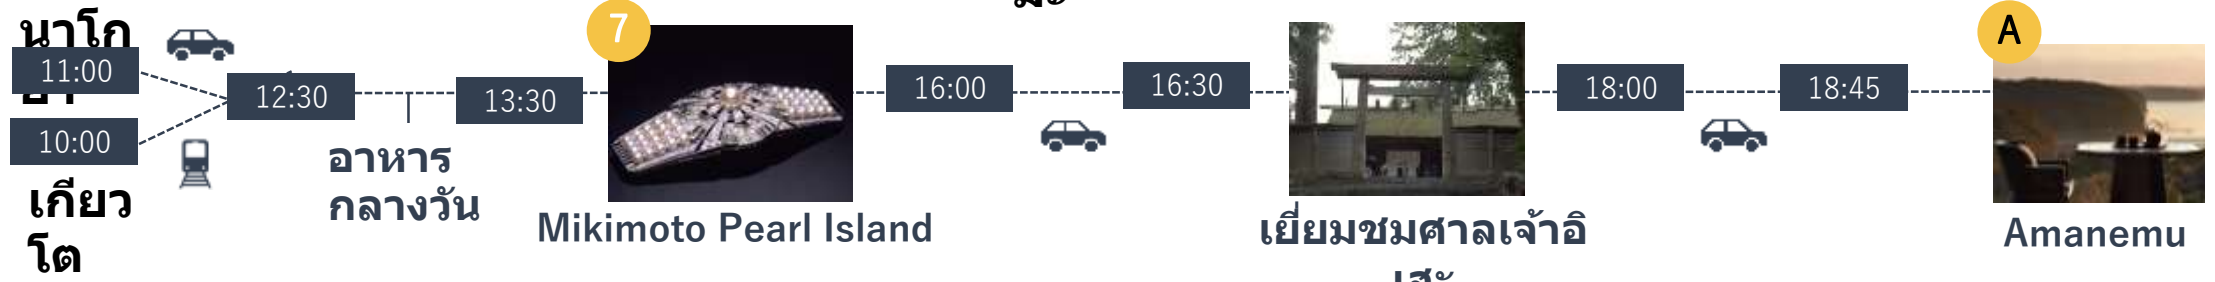 นาโก
11:00
10:00
เกียว
โต
12:30
อาหาร
กลางวัน
13:30
7
Mikimoto Pearl Island
16:00
16:30
เยี่ยมชมศาลเจ้าอิ
18:00
18:45
A
Amanemu